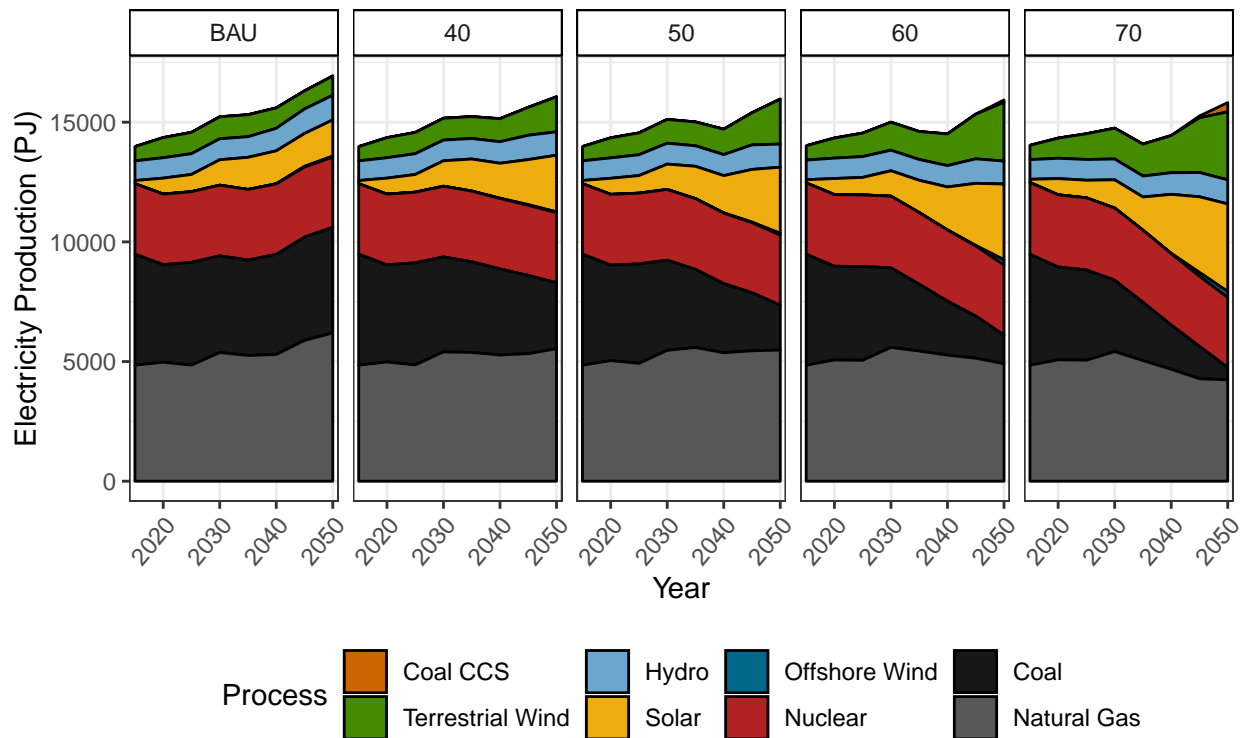 BAU 40 50 60 70
Electricity Production (PJ)
15000
10000
5000
0
2020 2030 2040 2050 2020 2030 2040 2050 2020 2030 2040 2050 2020 2030 2040 2050 2020 2030 2040 2050
Year
Process
Coal CCS Hydro Offshore Wind Coal
Terrestrial Wind Solar Nuclear Natural Gas